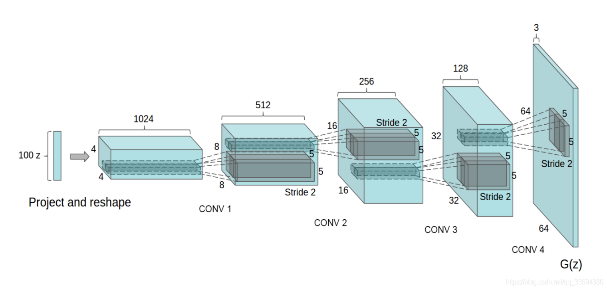 3
128
256
512
1024
64
5
5
Stride 2
16
5
5
32
5
5
Stride 2
8
5
5
Stride 2
4
4
8
16
32
Stride 2
64
100 z
Project and reshape
CONV 1
CONV 2
CONV 3
CONV 4
G(z)